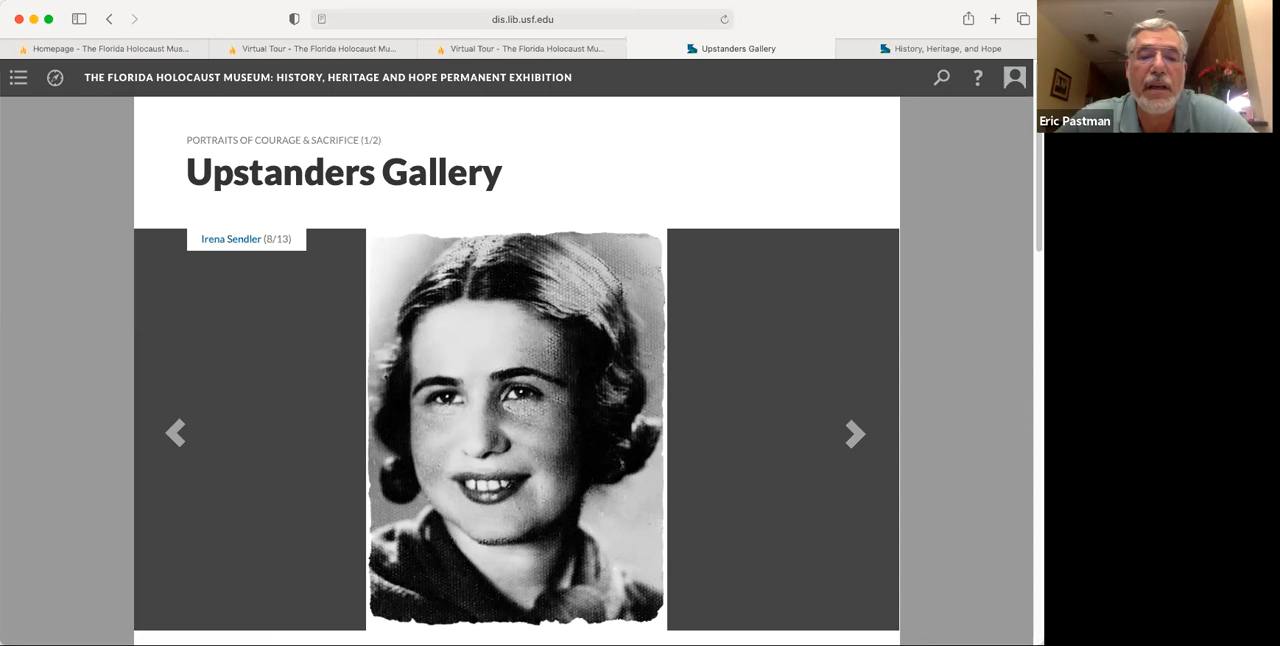 dis.lib.usf.edu
Homepage - The Florida Holocaust Mus...
Virtual Tour - The Florida Holocaust Mu...
Virtual Tour - The Florida Holocaust Mu...
Upstanders Gallery
History, Heritage, and Hope
THE FLORIDA HOLOCAUST MUSEUM: HISTORY, HERITAGE AND HOPE PERMANENT EXHIBITION
?
Eric Pastman
PORTRAITS OF COURAGE & SACRIFICE (1/2)
Upstanders Gallery
Irena Sendler (8/13)